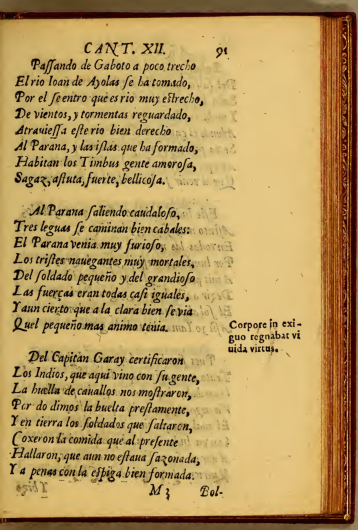 CANT. XII. 91
Paſſando de Gaboto a poco trecho
El rio Ioan de Ayolas ſe ha tomado,
Por el ſe entro que es rio muy eſtrecho,
De vientos, y tormentas reguardado,
Atrauieſſa eſte rio bien derecho
Al Parana, y las iſlas que ha formado,
Habitan los Timbus gente amoroſa,
Sagaz, aſtuta, fuerte, bellicoſa.
Al Parana ſaliendo caudaloſo,
Tres leguas ſe caminan bien cabales:
El Parana venia muy furioſo,
Los triſtes nauegantes muy mortales,
Del ſoldado pequeño y del grandioſo
Las fuerças eran todas caſi iguales,
Y aun cierto que a la clara bien ſe via
Quel pequeño mas animo tenia.
Corpore in exi-
guo regnabat vi
uida virtus.
Del Capitan Garay certificaron
Los Indios, que aqui vino con ſu gente,
La huella de cauallos nos moſtraron,
Por do dimos la buelta preſtamente,
Y en tierra los ſoldados que ſaltaron,
Coxeron la comida que al preſente
Hallaron, que aun no eſtaua ſazonada,
Y a penas con la eſpiga bien formada.
M 3 Bol-